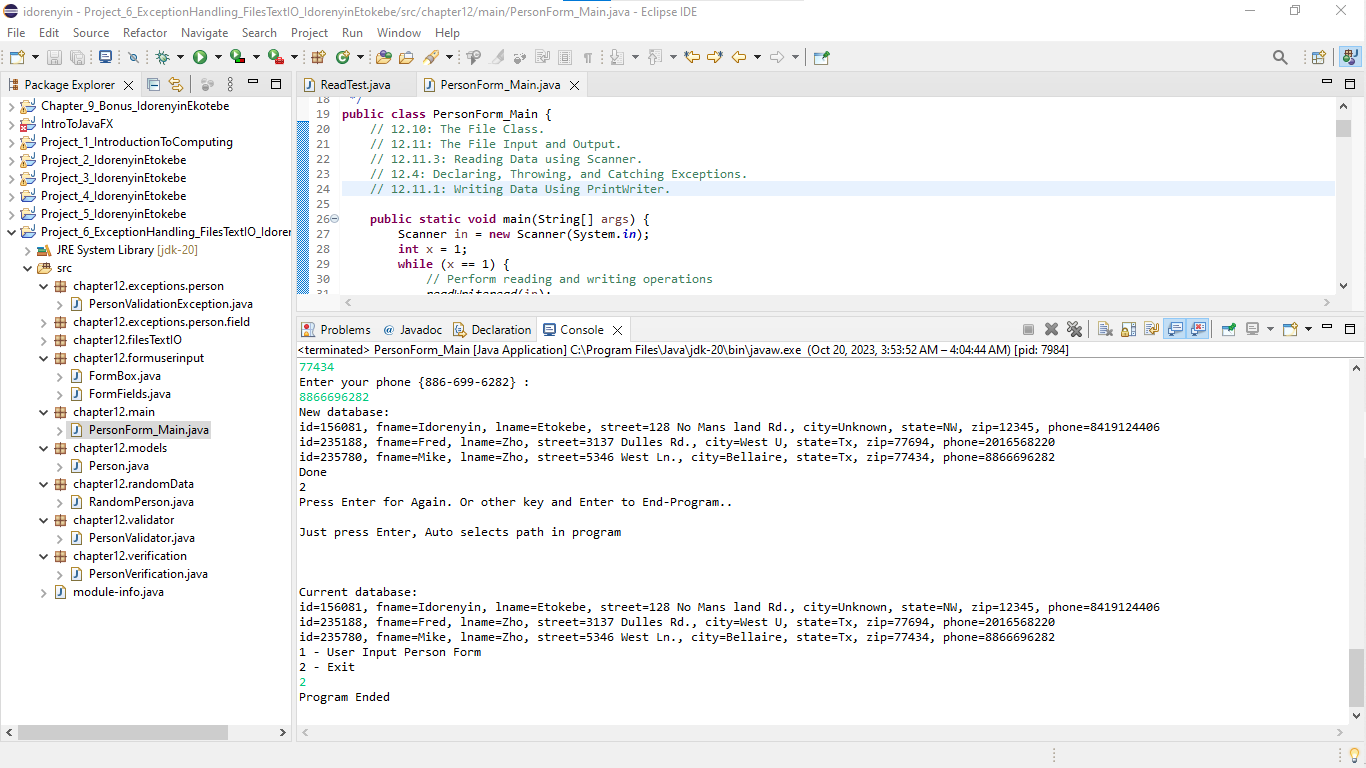 idorenyin - Project_6_ExceptionHandling_FilesTextIO_IdorenyinEtokebe/src/chapter12/main/PersonForm_Main.java - Eclipse IDE
File Edit Source Refactor Navigate Search Project Run Window Help
Package Explorer
Chapter_9_Bonus_IdorenyinEkotebe
IntroToJavaFX
Project_1_IntroductionToComputing
Project_2_IdorenyinEtokebe
Project_3_IdorenyinEtokebe
Project_4_IdorenyinEtokebe
Project_5_IdorenyinEtokebe
Project_6_ExceptionHandling_FilesTextIO_Idoren
JRE System Library [jdk-20]
src
chapter12.exceptions.person
PersonValidationException.java
chapter12.exceptions.person.field
chapter12.filesTextIO
chapter12.formuserinput
FormBox.java
FormFields.java
chapter12.main
PersonForm_Main.java
chapter12.models
Person.java
chapter12.randomData
RandomPerson.java
chapter12.validator
PersonValidator.java
chapter12.verification
PersonVerification.java
module-info.java
ReadTest.java PersonForm_Main.java
18 */
19 public class PersonForm_Main {
20 // 12.10: The File Class.
21 // 12.11: The File Input and Output.
22 // 12.11.3: Reading Data using Scanner.
23 // 12.4: Declaring, Throwing, and Catching Exceptions.
24 // 12.11.1: Writing Data Using PrintWriter.
25
26 public static void main(String[] args) {
27 Scanner in = new Scanner(System.in);
28 int x = 1;
29 while (x == 1) {
30 // Perform reading and writing operations
31 readWriteread(in);
Problems Javadoc Declaration Console
<terminated> PersonForm_Main [Java Application] C:\Program Files\Java\jdk-20\bin\javaw.exe (Oct 20, 2023, 3:53:52 AM – 4:04:44 AM) [pid: 7984]
77434
Enter your phone {886-699-6282} :
8866696282
New database:
id=156081, fname=Idorenyin, lname=Etokebe, street=128 No Mans land Rd., city=Unknown, state=NW, zip=12345, phone=8419124406
id=235188, fname=Fred, lname=Zho, street=3137 Dulles Rd., city=West U, state=Tx, zip=77694, phone=2016568220
id=235780, fname=Mike, lname=Zho, street=5346 West Ln., city=Bellaire, state=Tx, zip=77434, phone=8866696282
Done
2
Press Enter for Again. Or other key and Enter to End-Program..
Just press Enter, Auto selects path in program
Current database:
id=156081, fname=Idorenyin, lname=Etokebe, street=128 No Mans land Rd., city=Unknown, state=NW, zip=12345, phone=8419124406
id=235188, fname=Fred, lname=Zho, street=3137 Dulles Rd., city=West U, state=Tx, zip=77694, phone=2016568220
id=235780, fname=Mike, lname=Zho, street=5346 West Ln., city=Bellaire, state=Tx, zip=77434, phone=8866696282
1 - User Input Person Form
2 - Exit
2
Program Ended